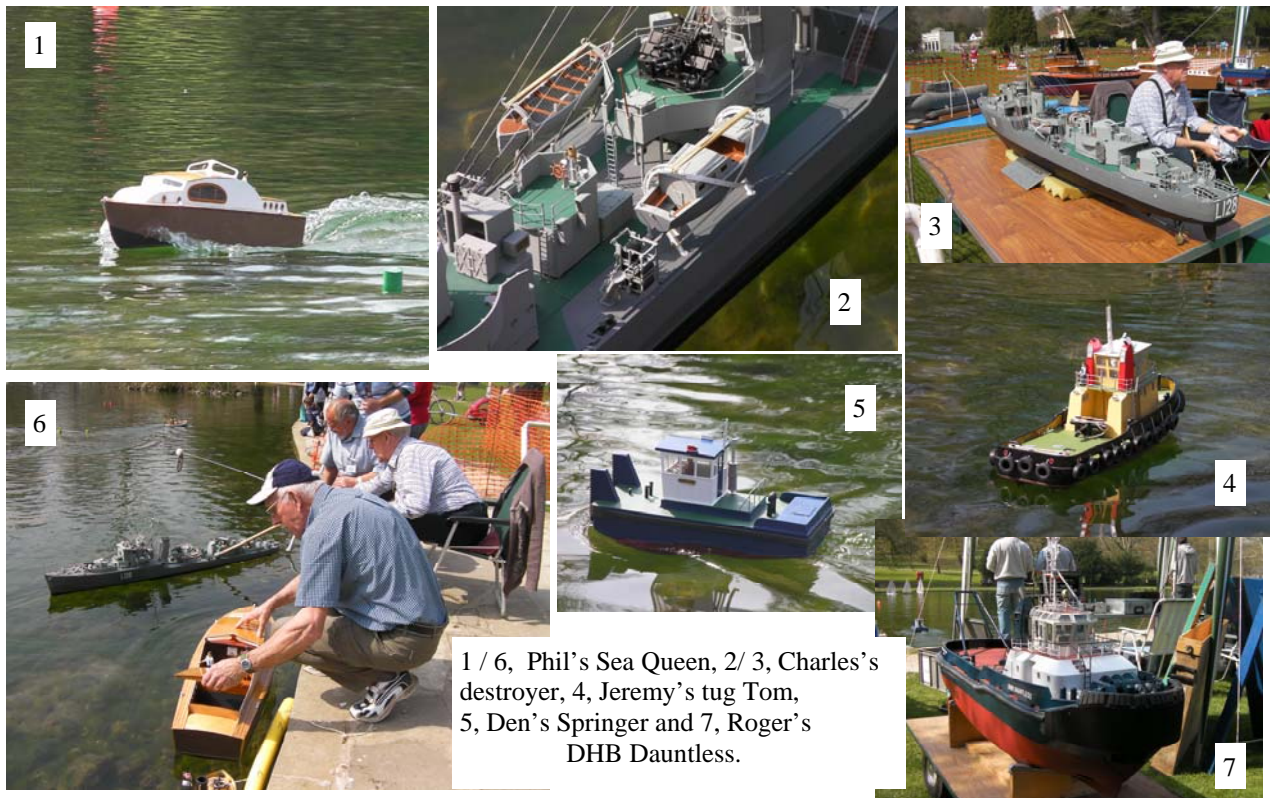 1
2
3
L128
4
5
6
1 / 6,  Phil's Sea Queen, 2/ 3, Charles's
destroyer, 4, Jeremy's tug Tom,
5, Den's Springer and 7, Roger's
DHB Dauntless.
7